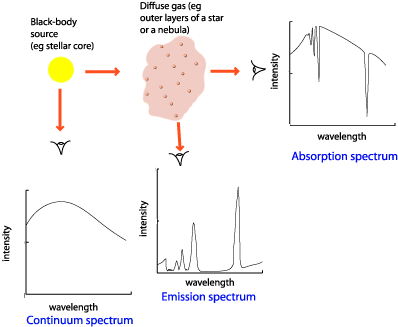 Black-body
source
(eg stellar core)
Diffuse gas (eg
outer layers of a star
or a nebula)
intensity
wavelength
Absorption spectrum
intensity
wavelength
Continuum spectrum
intensity
wavelength
Emission spectrum